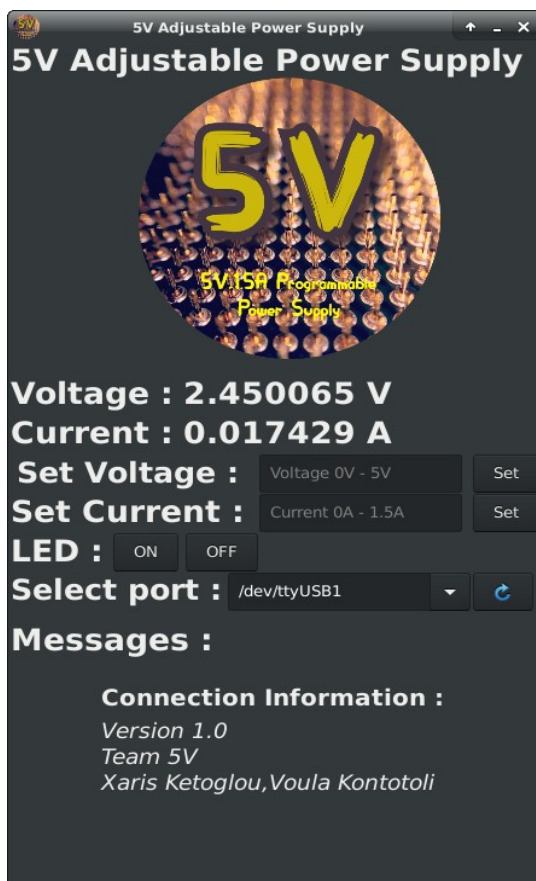 5V Adjustable Power Supply
5V Adjustable Power Supply
5V
5V 1.5A Programmable
Power Supply
Voltage : 2.450065 V
Current : 0.017429 A
Set Voltage : Voltage 0V - 5V Set
Set Current : Current 0A - 1.5A Set
LED : ON OFF
Select port : /dev/ttyUSB1
Messages :
Connection Information :
Version 1.0
Team 5V
Xaris Ketoglou,Voula Kontotoli